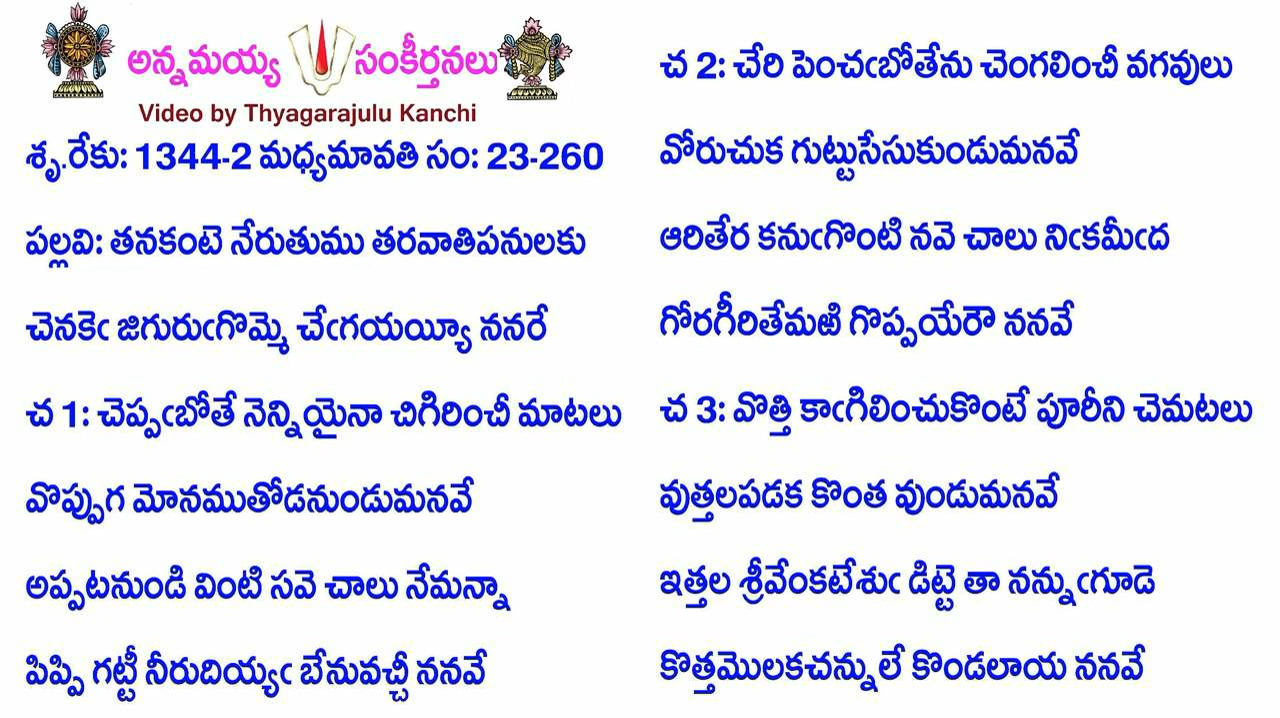 అన్నమయ్య సంకీర్తనలు
Video by Thyagarajulu Kanchi
శృ.రేకు: 1344-2 మధ్యమావతి సం: 23-260
పల్లవి: తనకంటె నేరుతుము తరవాతిపనులకు
చెనకెఁ జిగురుఁగొమ్మె చేఁగయయ్యీ ననరే
చ 1: చెప్పఁబోతే నెన్నియైనా చిగిరించీ మాటలు
వొప్పుగ మోనముతోడనుండుమనవే
అప్పటనుండి వింటి సవె చాలు నేమన్నా
పిప్పి గట్టీ నీరుదియ్యఁ బేనువచ్చీ ననవే
చ 2: చేరి పెంచఁబోతేను చెంగలించీ వగవులు
వోరుచుక గుట్టుసేసుకుండుమనవే
ఆరితేర కనుఁగొంటి నవె చాలు నిఁకమీఁద
గోరగీరితేమఱి గొప్పయేరౌ ననవే
చ 3: వొత్తి కాఁగిలించుకొంటే పూరీని చెమటలు
వుత్తలపడక కొంత వుండుమనవే
ఇత్తల శ్రీవేంకటేశుఁ డిట్టె తా నన్నుఁగూడె
కొత్తమొలకచన్నులే కొండలాయ ననవే